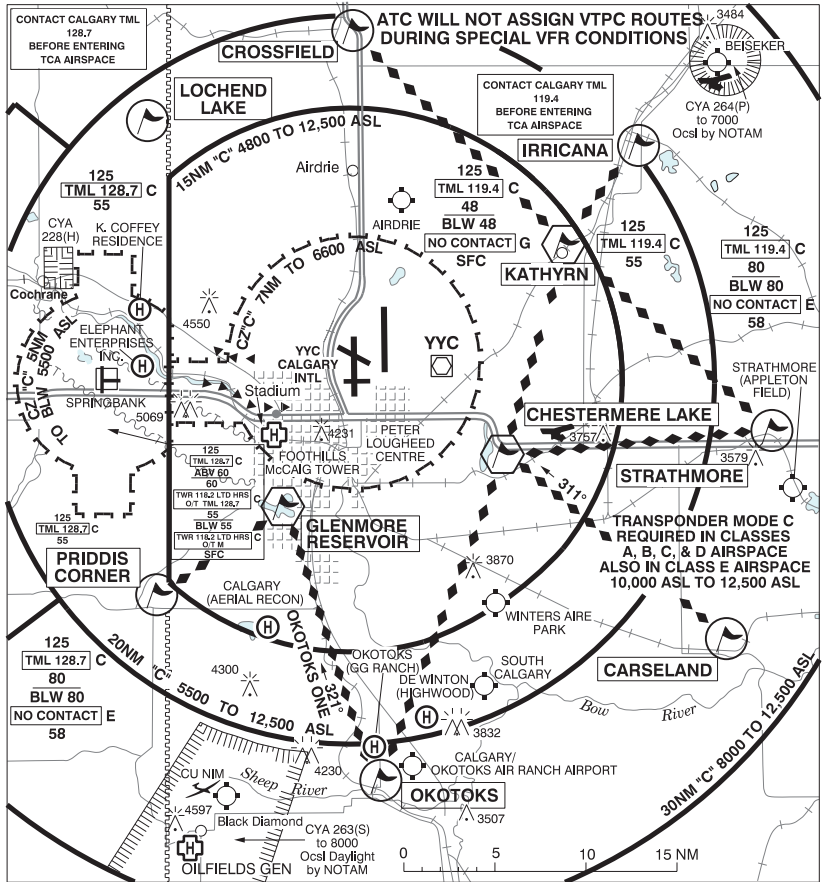 CONTACT CALGARY TML
128.7
BEFORE ENTERING
TCA AIRSPACE
CROSSFIELD
ATC WILL NOT ASSIGN VTPC ROUTES
DURING SPECIAL VFR CONDITIONS
3484
BEISEKER
CYA 264(P)
to 7000
Ocsl by NOTAM
LOCHEND
LAKE
CONTACT CALGARY TML
119.4
BEFORE ENTERING
TCA AIRSPACE
IRRICANA
15NM "C" 4800 TO 12,500 ASL
Airdrie
AIRDRIE
125
TML 128.7 C
55
CYA
228(H)
K. COFFEY
RESIDENCE
Cochrane
125
TML 119.4 C
48
BLW 48
NO CONTACT G
SFC
KATHYRN
125
TML 119.4 C
55
125
TML 119.4 C
80
BLW 80
NO CONTACT E
58
CZ "C" 7NM TO 6600 ASL
4550
ELEPHANT
ENTERPRISES
INC.
CZ "C" 5NM
TO BLW 5500 ASL
SPRINGBANK
5069
YYC
CALGARY
INTL
YYC
Stadium
4231
FOOTHILLS
McCAIG TOWER
PETER
LOUGHEED
CENTRE
CHESTERMERE LAKE
3757
STRATHMORE
(APPLETON
FIELD)
3579
STRATHMORE
311°
125
TML 128.7 C
ABV 60
60
TWR 118.2 LTD HRS C
O/T TML 128.7
55
BLW 55
TWR 118.2 LTD HRS C
O/T M
SFC
125
TML 128.7 C
55
GLENMORE
RESERVOIR
PRIDDIS
CORNER
TRANSPONDER MODE C
REQUIRED IN CLASSES
A, B, C, & D AIRSPACE
ALSO IN CLASS E AIRSPACE
10,000 ASL TO 12,500 ASL
3870
WINTERS AIRE
PARK
CALGARY
(AERIAL RECON)
OKOTOKS ONE
321°
OKOTOKS
(GG RANCH)
DE WINTON
(HIGHWOOD)
SOUTH
CALGARY
CARSELAND
Bow River
125
TML 128.7 C
80
BLW 80
NO CONTACT E
58
20NM "C" 5500 TO 12,500 ASL
4300
3832
4230
CALGARY/
OKOTOKS AIR RANCH AIRPORT
OKOTOKS
3507
30NM "C" 8000 TO 12,500 ASL
CU NIM
Sheep River
4597
Black Diamond
OILFIELDS GEN
CYA 263(S)
to 8000
Ocsl Daylight
by NOTAM
0 5 10 15 NM